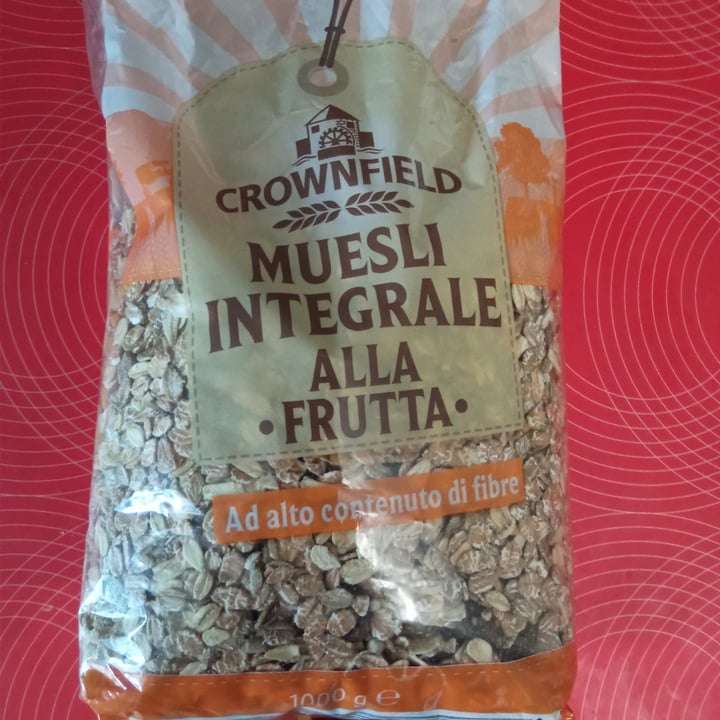 CROWNFIELD
MUESLI
INTEGRALE
ALLA
• FRUTTA •
Ad alto contenuto di fibre
1000 g ℮